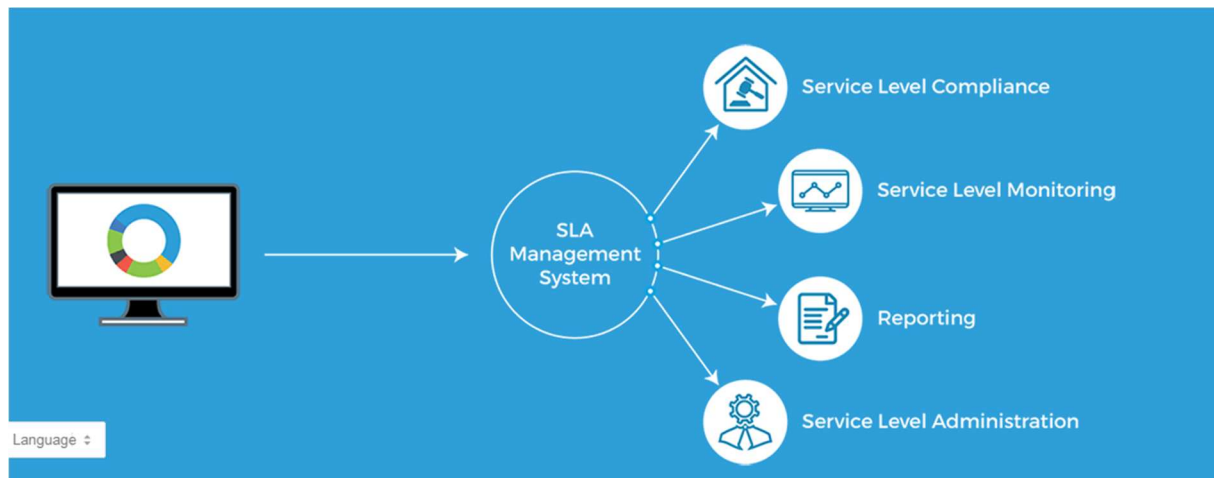 Service Level Compliance
Service Level Monitoring
SLA
Management
System
Reporting
Service Level Administration
Language